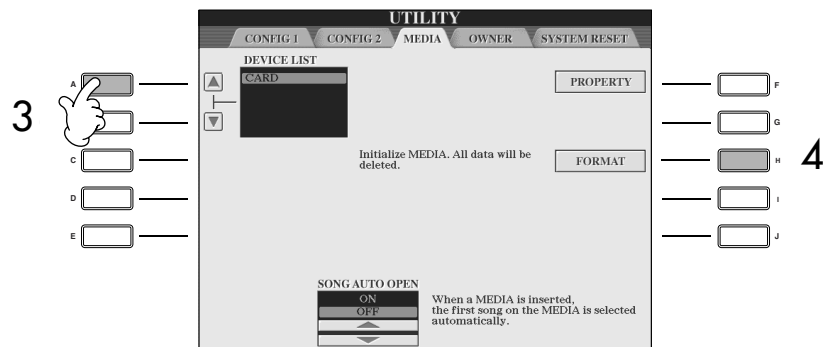 UTILITY
CONFIG 1 CONFIG 2 MEDIA OWNER SYSTEM RESET
DEVICE LIST
CARD
PROPERTY
Initialize MEDIA. All data will be
deleted.
FORMAT
SONG AUTO OPEN
ON
OFF
When a MEDIA is inserted,
the first song on the MEDIA is selected
automatically.
3
A
C
D
E
F
G
H
I
J
4